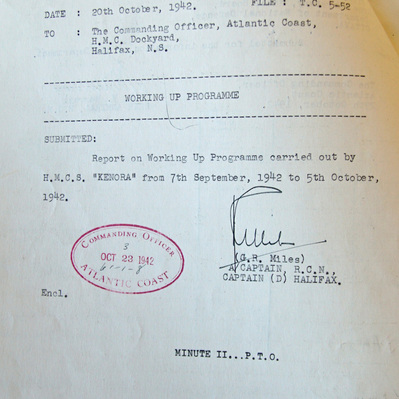 FILE : T.C. 5-52
DATE : 20th October, 1942.
TO : The Commanding Officer, Atlantic Coast,
H.M.C. Dockyard,
Halifax, N.S.
WORKING UP PROGRAMME
SUBMITTED:
Report on Working Up Programme carried out by
H.M.C.S. "KENORA" from 7th September, 1942 to 5th October,
1942.
(G.R. Miles)
A/CAPTAIN, R.C.N.,
CAPTAIN (D) HALIFAX.
COMMANDING OFFICER
3
OCT 23 1942
ATLANTIC COAST
Encl.
MINUTE II...P.T.O.